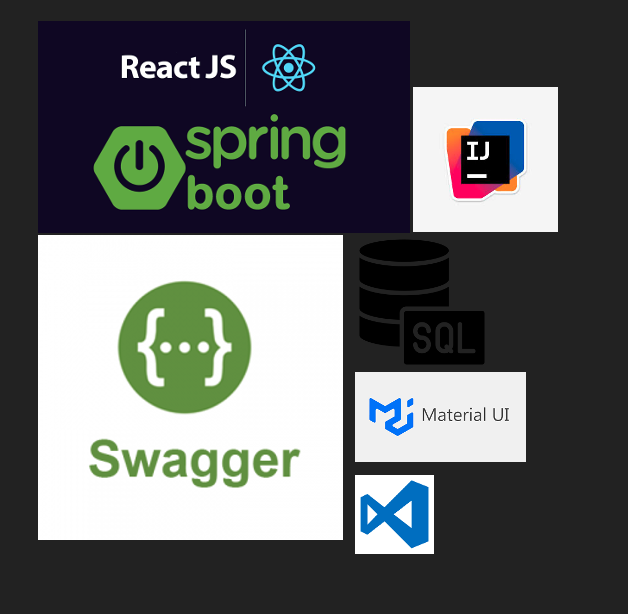 React JS
spring
boot
IJ
{...}
Swagger
SQL
Material UI